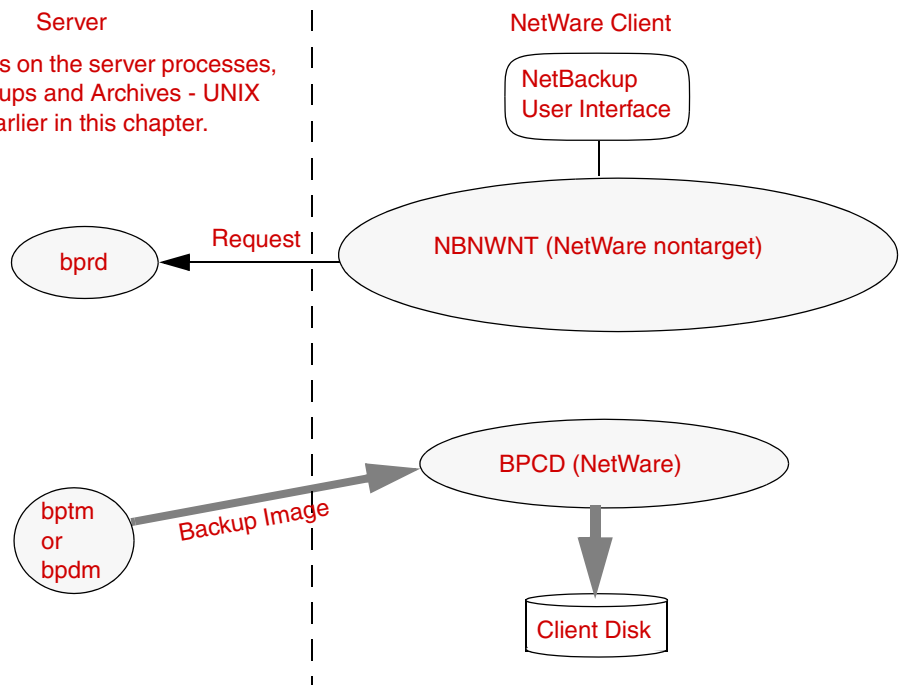 Server
NetWare Client
s on the server processes,
ups and Archives - UNIX
arlier in this chapter.
NetBackup
User Interface
Request
bprd
NBNWNT (NetWare nontarget)
BPCD (NetWare)
bptm
or
bpdm
Backup Image
Client Disk